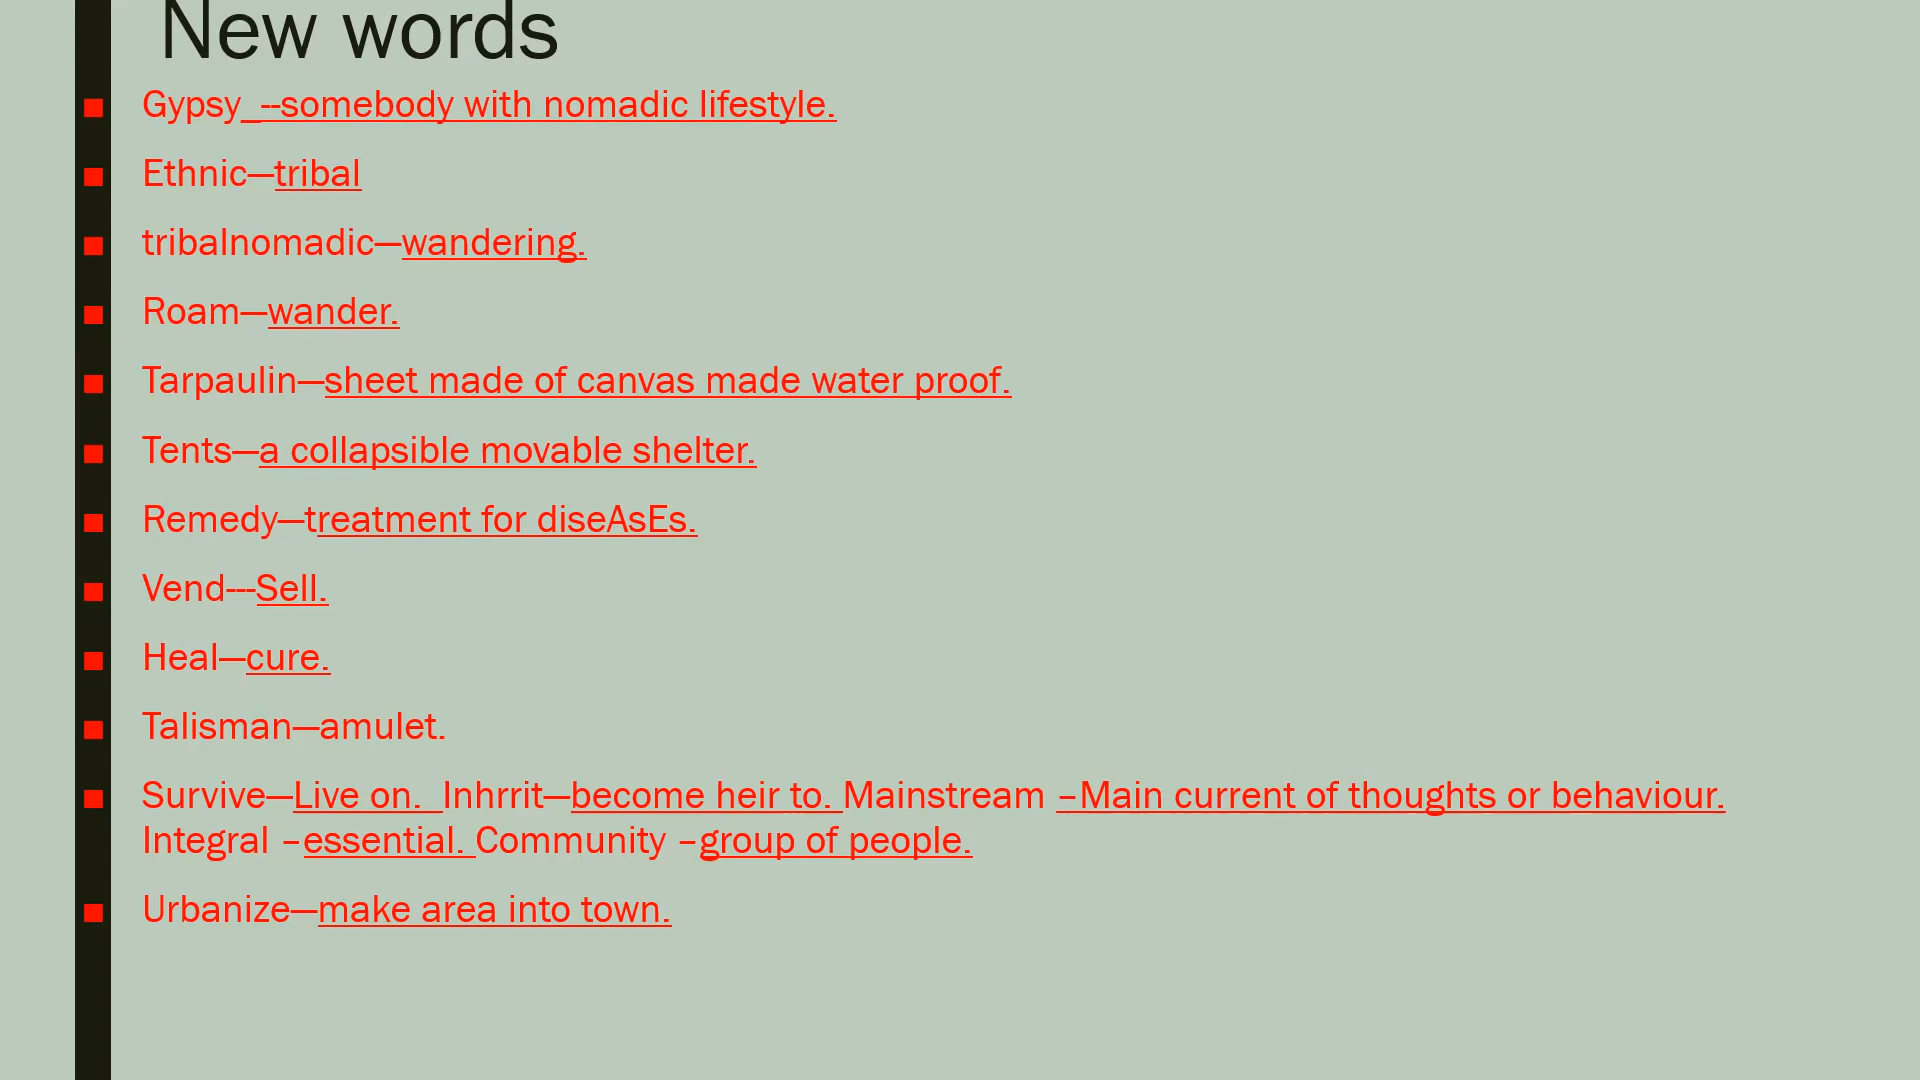 New words
Gypsy_--somebody with nomadic lifestyle.
Ethnic—tribal
tribalnomadic—wandering.
Roam—wander.
Tarpaulin—sheet made of canvas made water proof.
Tents—a collapsible movable shelter.
Remedy—treatment for diseAsEs.
Vend---Sell.
Heal—cure.
Talisman—amulet.
Survive—Live on. Inhrrit—become heir to. Mainstream –Main current of thoughts or behaviour.
Integral –essential. Community –group of people.
Urbanize—make area into town.